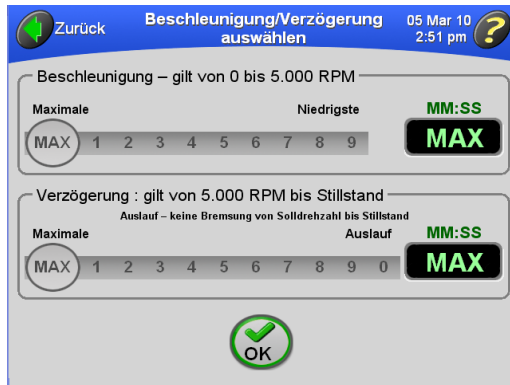 Zurück
Beschleunigung/Verzögerung
auswählen
05 Mar 10
2:51 pm
?
Beschleunigung – gilt von 0 bis 5.000 RPM
Maximale Niedrigste MM:SS
MAX 1 2 3 4 5 6 7 8 9 MAX
Verzögerung : gilt von 5.000 RPM bis Stillstand
Auslauf – keine Bremsung von Solldrehzahl bis Stillstand
Maximale Auslauf MM:SS
MAX 1 2 3 4 5 6 7 8 9 0 MAX
OK